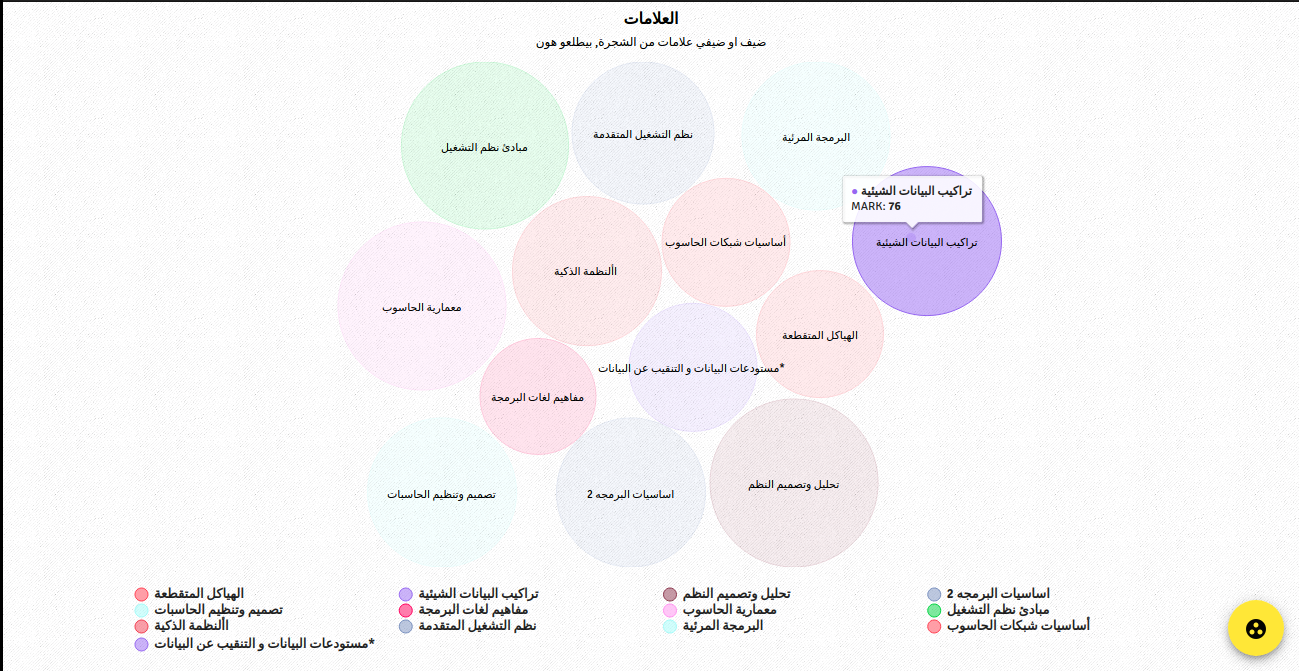 العلامات
ضيف او ضيفي علامات من الشجرة, بيطلعو هون
مبادئ نظم التشغيل
نظم التشغيل المتقدمة
البرمجة المرئية
تراكيب البيانات الشيئية
MARK: 76
تراكيب البيانات الشيئية
أساسيات شبكات الحاسوب
األنظمة الذكية
معمارية الحاسوب
الهياكل المتقطعة
*مستودعات البيانات و التنقيب عن البيانات
مفاهيم لغات البرمجة
تحليل وتصميم النظم
اساسيات البرمجه 2
تصميم وتنظيم الحاسبات
اساسيات البرمجه 2
تحليل وتصميم النظم
تراكيب البيانات الشيئية
الهياكل المتقطعة
مبادئ نظم التشغيل
معمارية الحاسوب
مفاهيم لغات البرمجة
تصميم وتنظيم الحاسبات
أساسيات شبكات الحاسوب
البرمجة المرئية
نظم التشغيل المتقدمة
األنظمة الذكية
*مستودعات البيانات و التنقيب عن البيانات